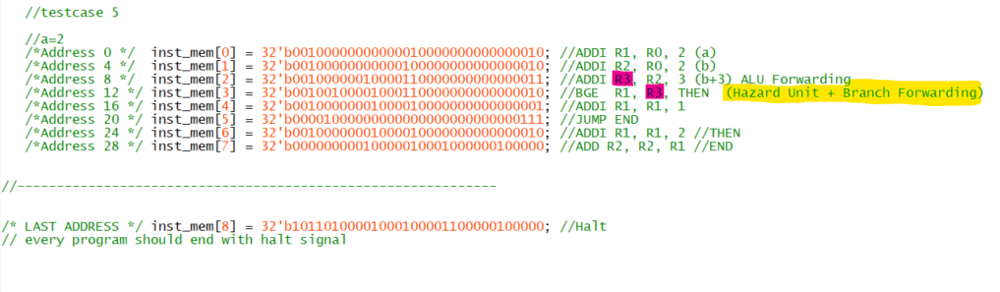 //testcase 5
//a=2
/*Address 0 */ inst_mem[0] = 32'b00100000000000010000000000000010; //ADDI R1, R0, 2 (a)
/*Address 4 */ inst_mem[1] = 32'b00100000000000100000000000000010; //ADDI R2, R0, 2 (b)
/*Address 8 */ inst_mem[2] = 32'b00100000010000110000000000000011; //ADDI R3, R2, 3 (b+3) ALU Forwarding
/*Address 12 */ inst_mem[3] = 32'b00100100001000110000000000000010; //BGE R1, R3, THEN (Hazard Unit + Branch Forwarding)
/*Address 16 */ inst_mem[4] = 32'b00100000001000010000000000000001; //ADDI R1, R1, 1
/*Address 20 */ inst_mem[5] = 32'b00001000000000000000000000000111; //JUMP END
/*Address 24 */ inst_mem[6] = 32'b00100000001000010000000000000010; //ADDI R1, R1, 2 //THEN
/*Address 28 */ inst_mem[7] = 32'b00000000010000010001000000100000; //ADD R2, R2, R1 //END
//------------------------------------------------------------
/* LAST ADDRESS */ inst_mem[8] = 32'b10110100001000100001100000100000; //Halt
// every program should end with halt signal